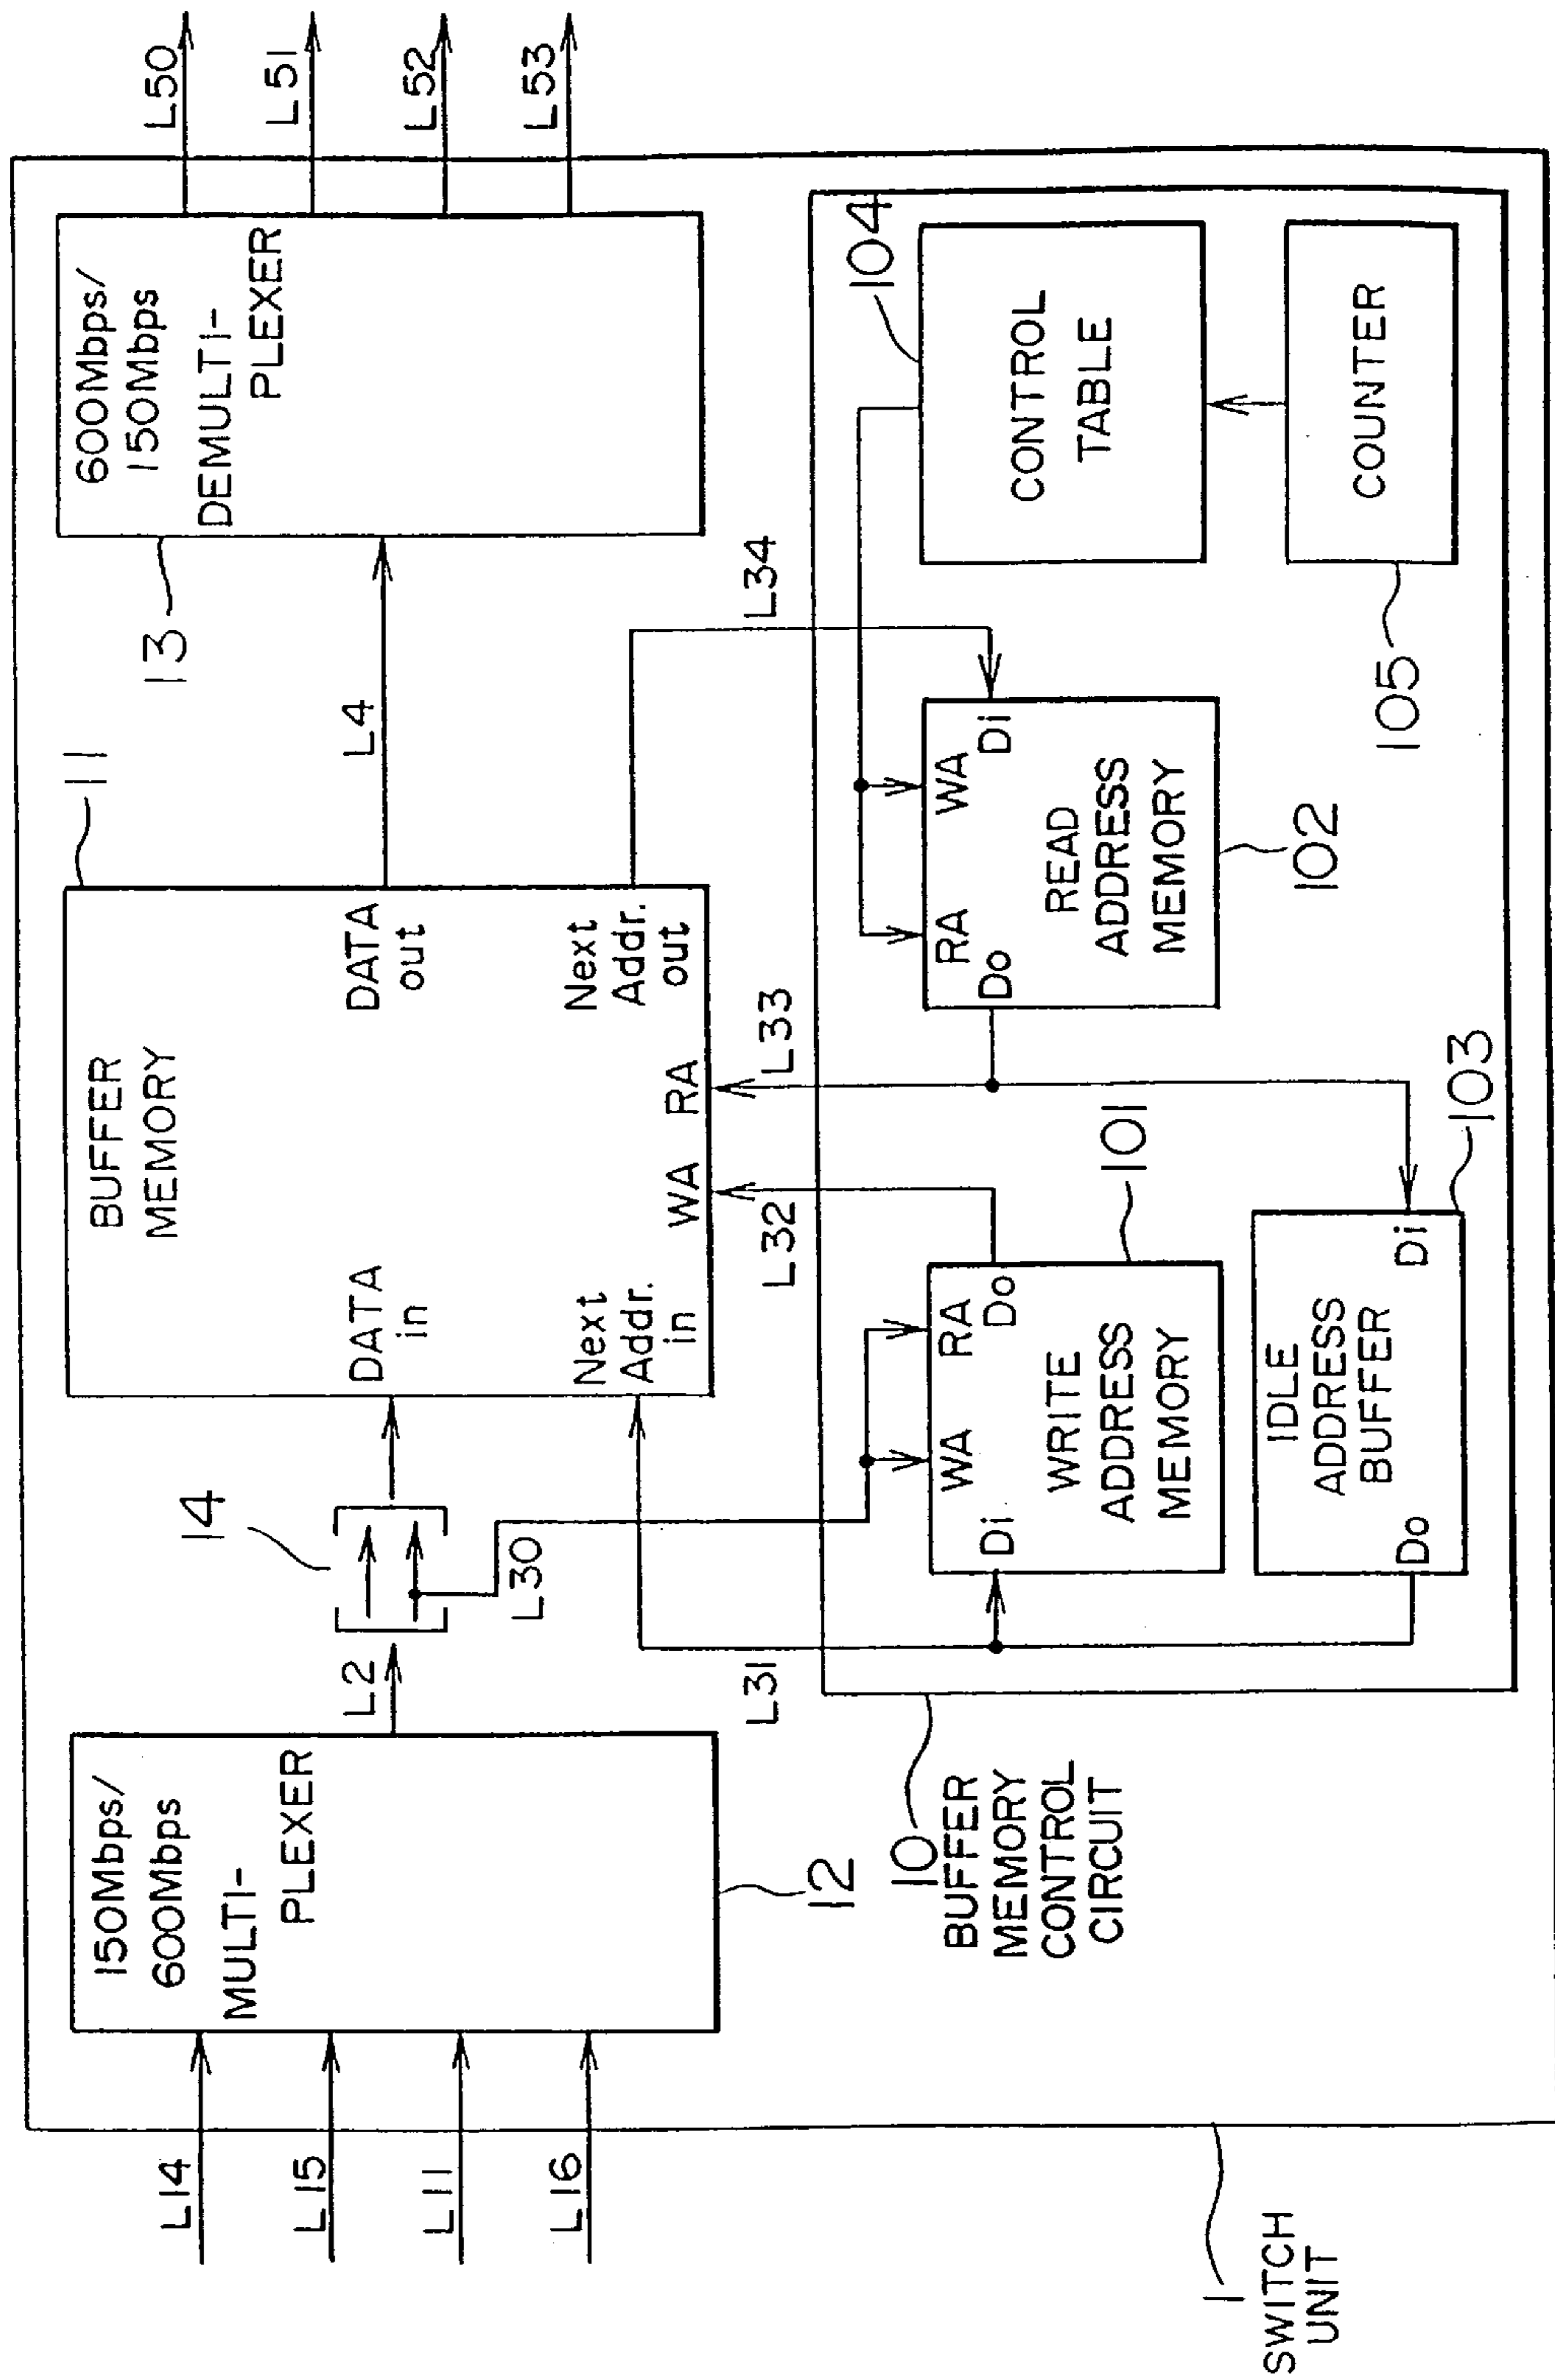 L14
L15
L11
L16
150Mbps/
600Mbps
MULTI-
PLEXER
12
L2
14
L30
L31
BUFFER
MEMORY
DATA
in
Next
Addr.
in
WA
RA
DATA
out
Next
Addr.
out
11
L4
L32
L33
L34
13
600Mbps/
150Mbps
DEMULTI-
PLEXER
L50
L51
L52
L53
10
BUFFER
MEMORY
CONTROL
CIRCUIT
WA
RA
Di
Do
WRITE
ADDRESS
MEMORY
101
IDLE
ADDRESS
BUFFER
Do
Di
103
RA
WA
Do
Di
READ
ADDRESS
MEMORY
102
104
CONTROL
TABLE
COUNTER
105
1
SWITCH
UNIT